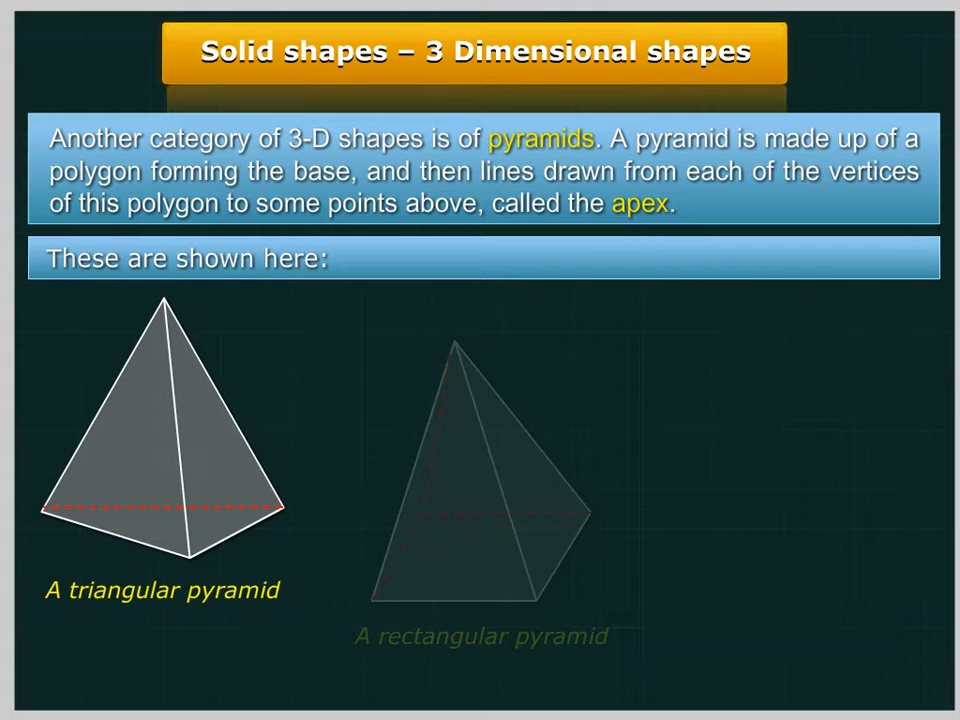 Solid shapes – 3 Dimensional shapes
Another category of 3-D shapes is of pyramids. A pyramid is made up of a
polygon forming the base, and then lines drawn from each of the vertices
of this polygon to some points above, called the apex.
These are shown here:
A triangular pyramid
A rectangular pyramid